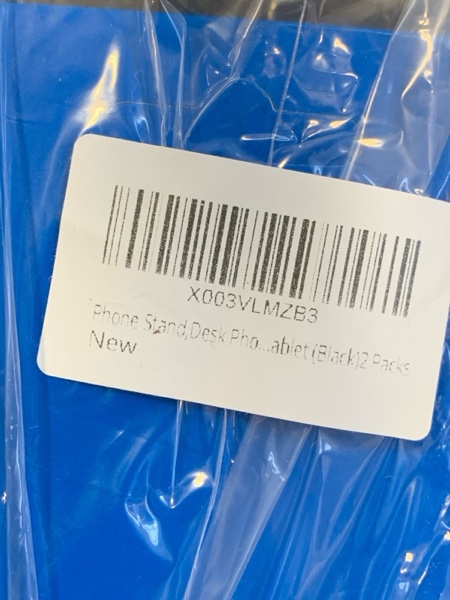 X003VLMZB3
Phone Stand,Desk Pho...ablet (Black)2 Packs
New